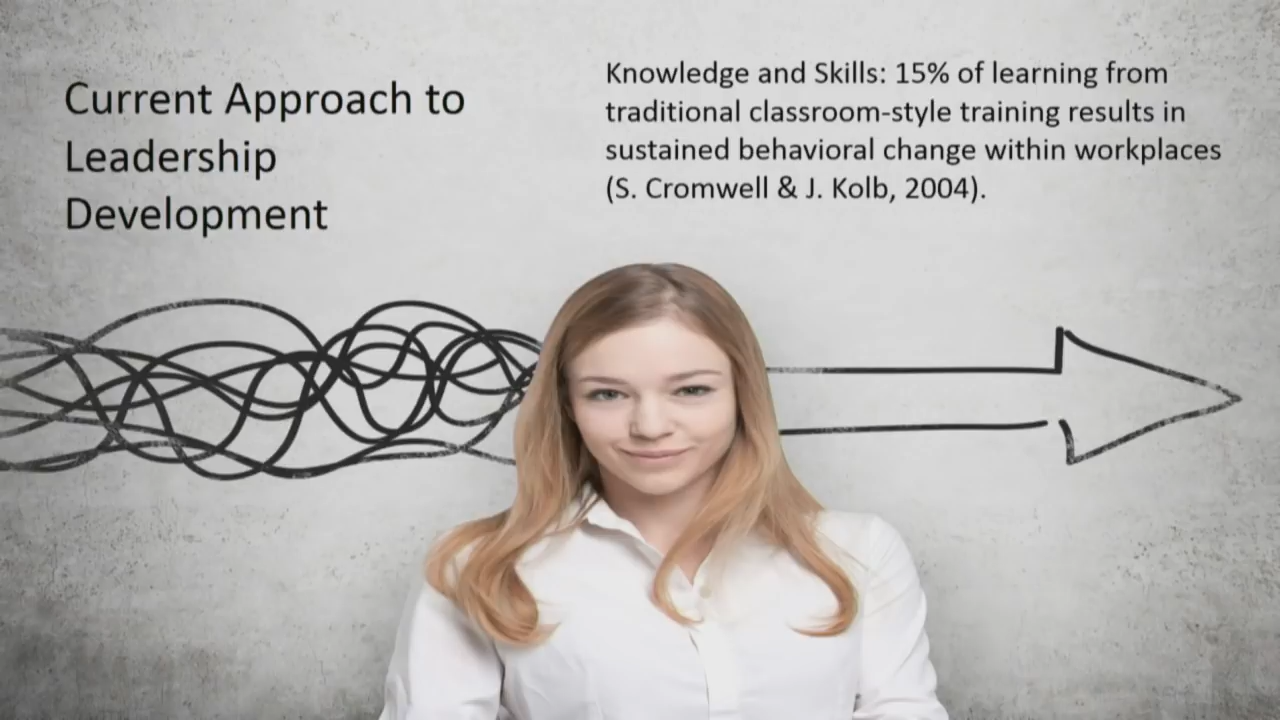 Current Approach to
Leadership
Development
Knowledge and Skills: 15% of learning from
traditional classroom-style training results in
sustained behavioral change within workplaces
(S. Cromwell & J. Kolb, 2004).